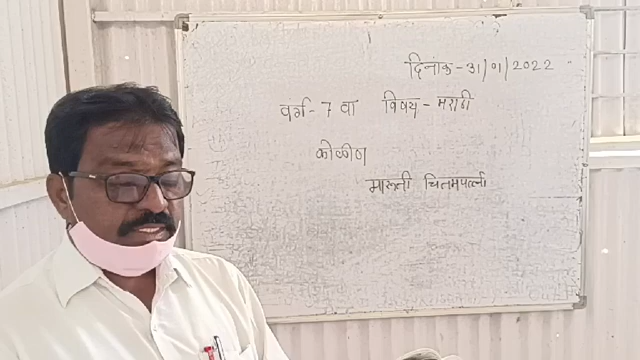 दिनांक-31/01/2022
वर्ग-7 वा विषय-मराठी
कोळीण
मारुती चितमपल्ली